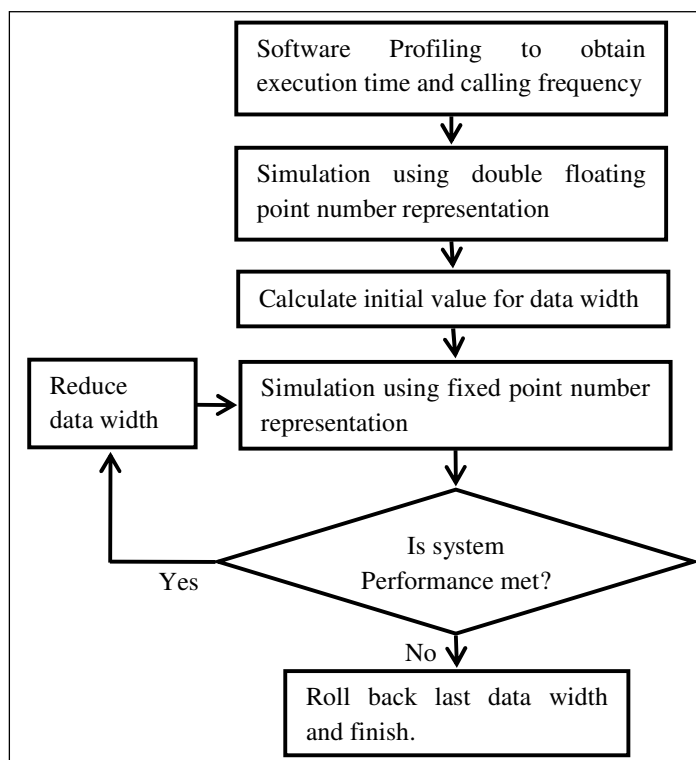 Software Profiling to obtain
execution time and calling frequency
Simulation using double floating
point number representation
Calculate initial value for data width
Reduce
data width
Simulation using fixed point number
representation
Is system
Performance met?
Yes
No
Roll back last data width
and finish.